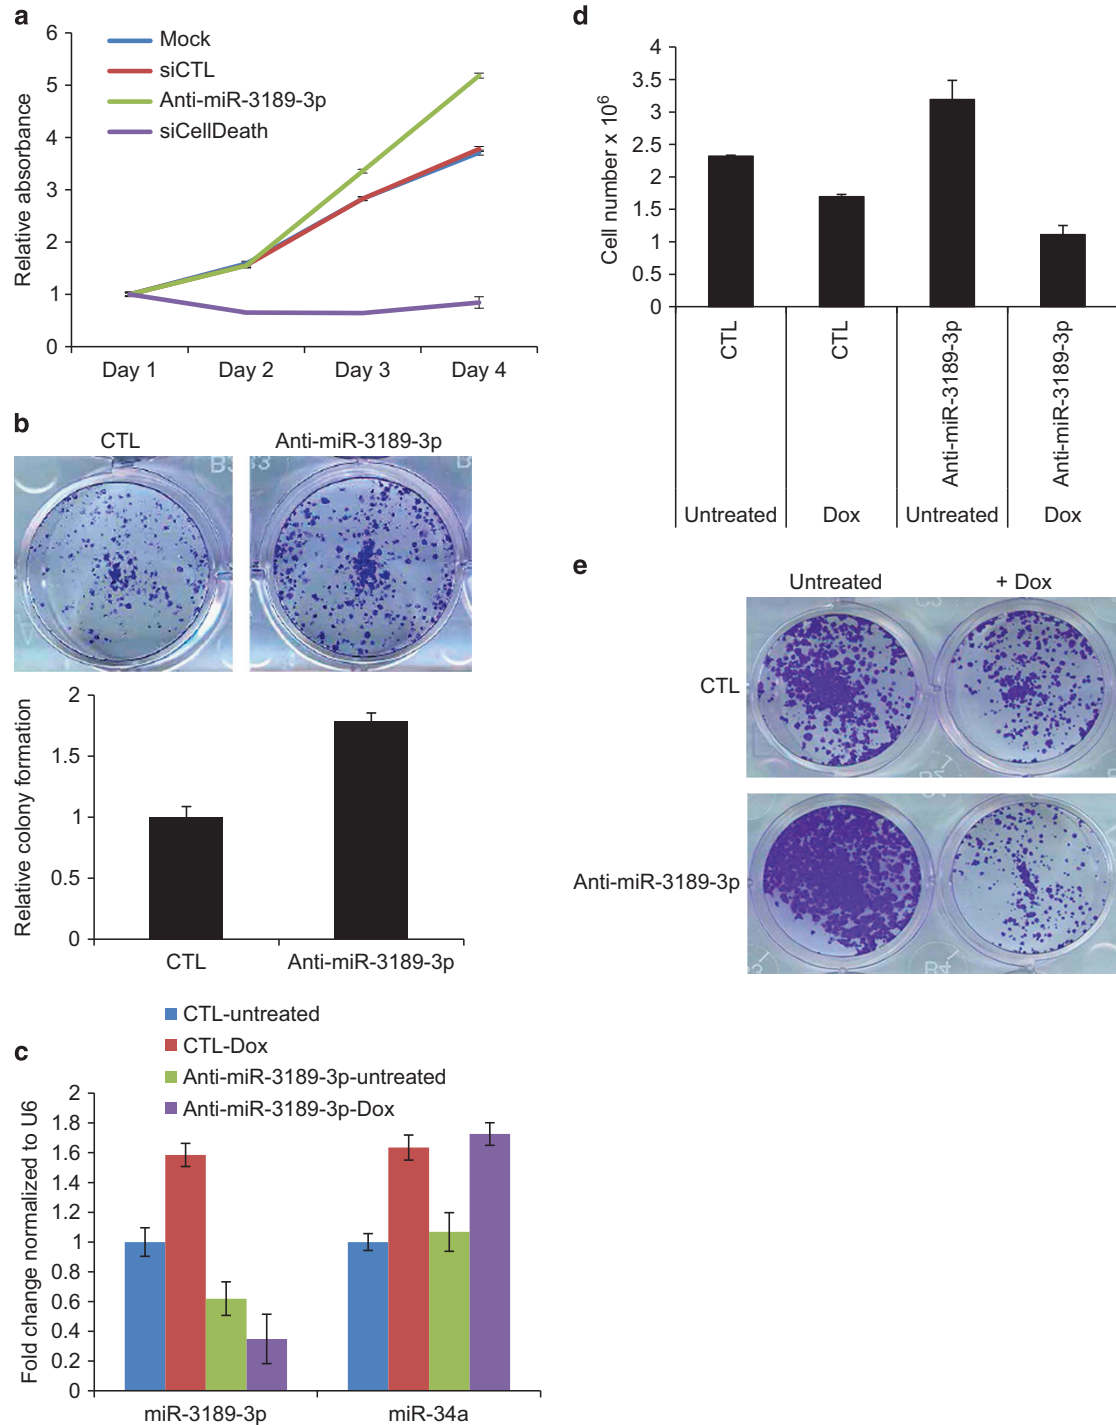 a
6
5
4
3
2
1
0
Relative absorbance
Mock
siCTL
Anti-miR-3189-3p
siCellDeath
Day 1 Day 2 Day 3 Day 4
b
CTL Anti-miR-3189-3p
2
1.5
1
0.5
0
Relative colony formation
CTL Anti-miR-3189-3p
c
CTL-untreated
CTL-Dox
Anti-miR-3189-3p-untreated
Anti-miR-3189-3p-Dox
2
1.8
1.6
1.4
1.2
1
0.8
0.6
0.4
0.2
0
Fold change normalized to U6
miR-3189-3p miR-34a
d
4
3.5
3
2.5
2
1.5
1
0.5
0
Cell number x 10⁶
CTL CTL Anti-miR-3189-3p Anti-miR-3189-3p
Untreated Dox Untreated Dox
e
Untreated + Dox
CTL
Anti-miR-3189-3p